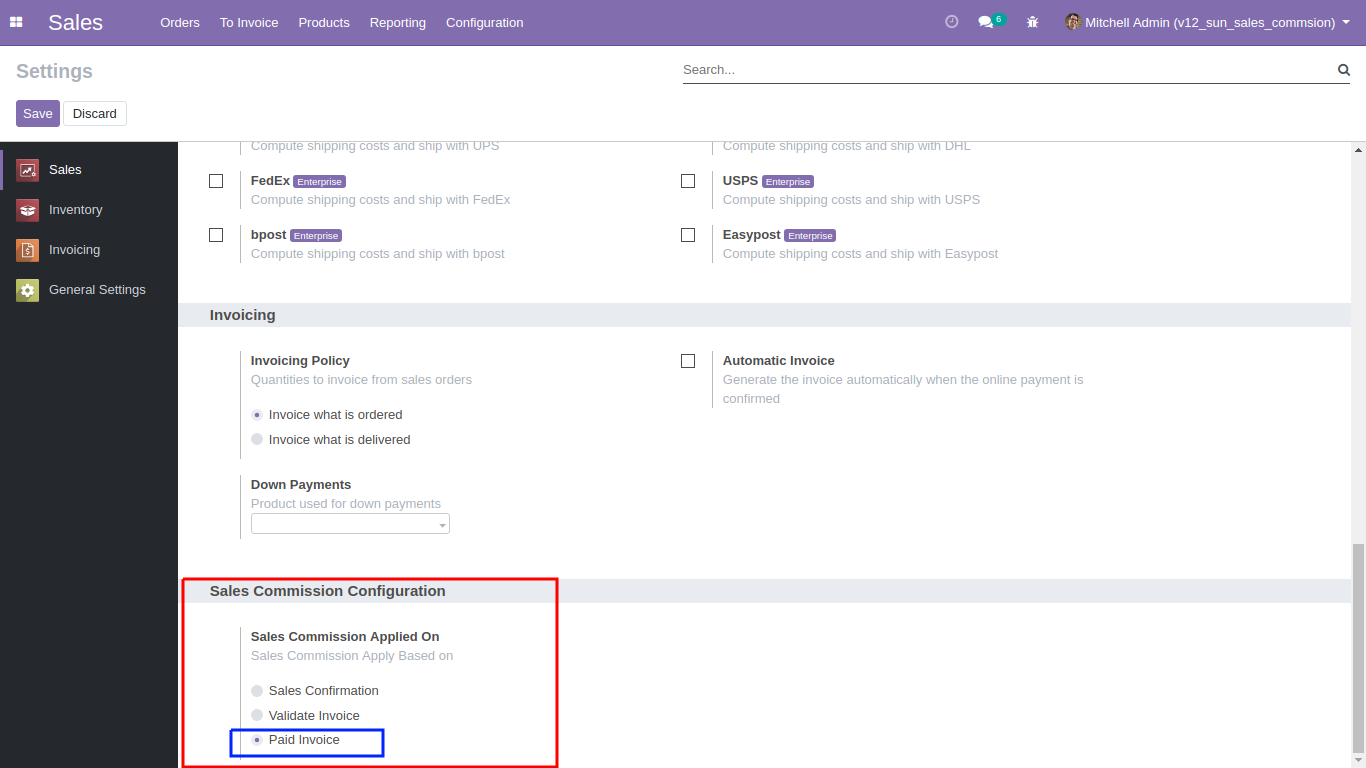 Sales
Orders
To Invoice
Products
Reporting
Configuration
6
Mitchell Admin (v12_sun_sales_commsion)
Settings
Search...
Save
Discard
Sales
Inventory
Invoicing
General Settings
Compute shipping costs and ship with UPS
Compute shipping costs and ship with DHL
FedEx Enterprise
Compute shipping costs and ship with FedEx
USPS Enterprise
Compute shipping costs and ship with USPS
bpost Enterprise
Compute shipping costs and ship with bpost
Easypost Enterprise
Compute shipping costs and ship with Easypost
Invoicing
Invoicing Policy
Quantities to invoice from sales orders
Invoice what is ordered
Invoice what is delivered
Automatic Invoice
Generate the invoice automatically when the online payment is
confirmed
Down Payments
Product used for down payments
Sales Commission Configuration
Sales Commission Applied On
Sales Commission Apply Based on
Sales Confirmation
Validate Invoice
Paid Invoice